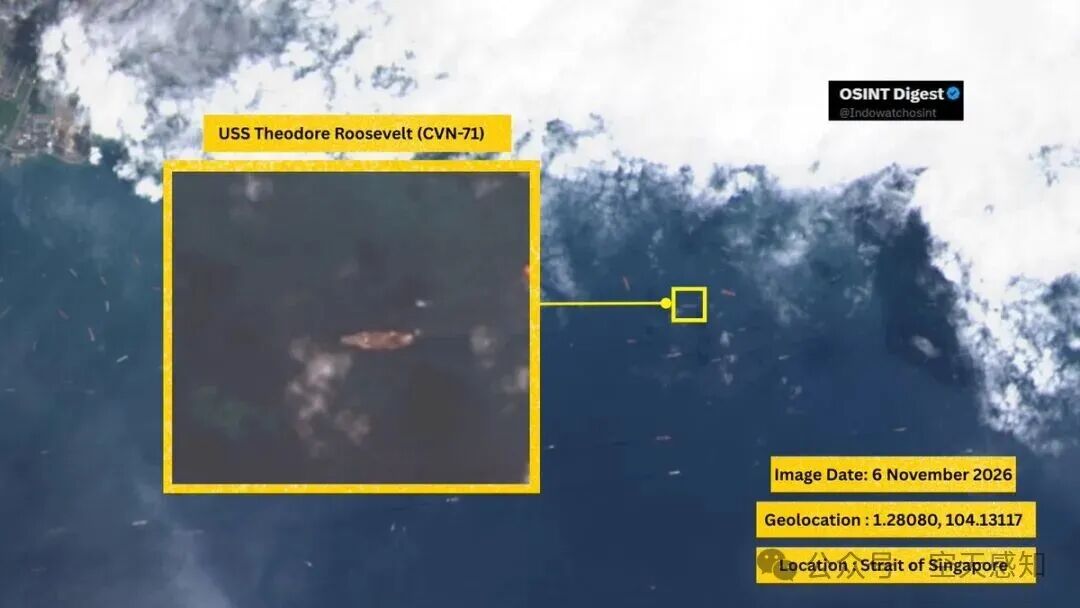 OSINT Digest
@Indowatchosint
USS Theodore Roosevelt (CVN-71)
Image Date: 6 November 2026
Geolocation : 1.28080, 104.13117
Location : Strait of Singapore
公众号 空天感知